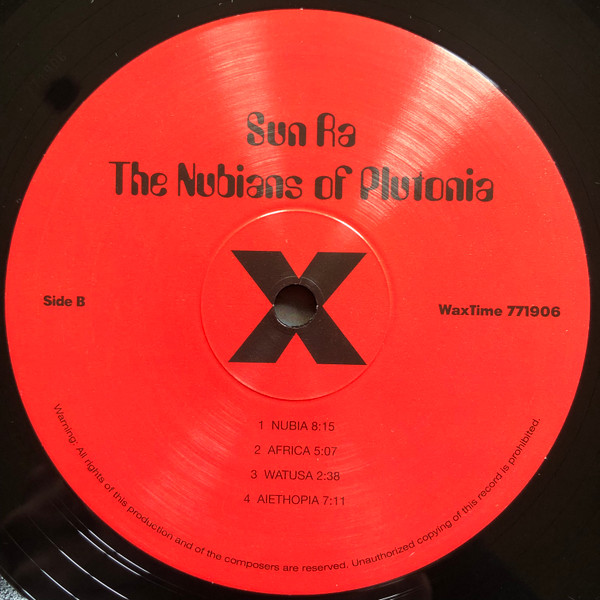 Sun Ra
The Nubians of Plutonia
X
Side B
WaxTime 771906
1 NUBIA 8:15
2 AFRICA 5:07
3 WATUSA 2:38
4 AIETHOPIA 7:11
Warning: All rights of this production and of the composers are reserved. Unauthorized copying of this record is prohibited.